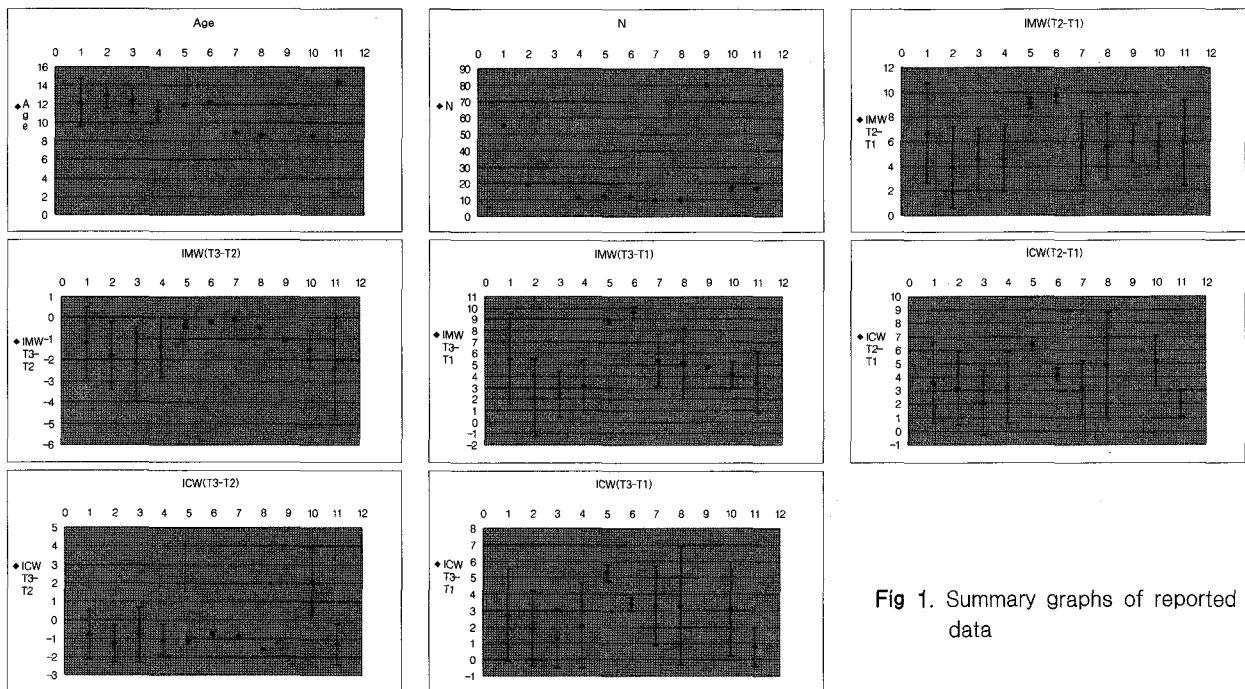 Age
0 1 2 3 4 5 6 7 8 9 10 11 12
16
14
12
10
8
6
4
2
0
◆ Age
N
0 1 2 3 4 5 6 7 8 9 10 11 12
90
80
70
60
50
40
30
20
10
0
◆ N
IMW(T2-T1)
0 1 2 3 4 5 6 7 8 9 10 11 12
12
10
8
6
4
2
0
◆ IMW
T2-
T1
IMW(T3-T2)
0 1 2 3 4 5 6 7 8 9 10 11 12
1
0
-1
-2
-3
-4
-5
-6
◆ IMW
T3-
T2
IMW(T3-T1)
0 1 2 3 4 5 6 7 8 9 10 11 12
11
10
9
8
7
6
5
4
3
2
1
0
-1
-2
◆ IMW
T3-
T1
ICW(T2-T1)
0 1 2 3 4 5 6 7 8 9 10 11 12
10
9
8
7
6
5
4
3
2
1
0
-1
◆ ICW
T2-
T1
ICW(T3-T2)
0 1 2 3 4 5 6 7 8 9 10 11 12
5
4
3
2
1
0
-1
-2
-3
◆ ICW
T3-
T2
ICW(T3-T1)
0 1 2 3 4 5 6 7 8 9 10 11 12
8
7
6
5
4
3
2
1
0
-1
◆ ICW
T3-
T1
Fig 1. Summary graphs of reported
data